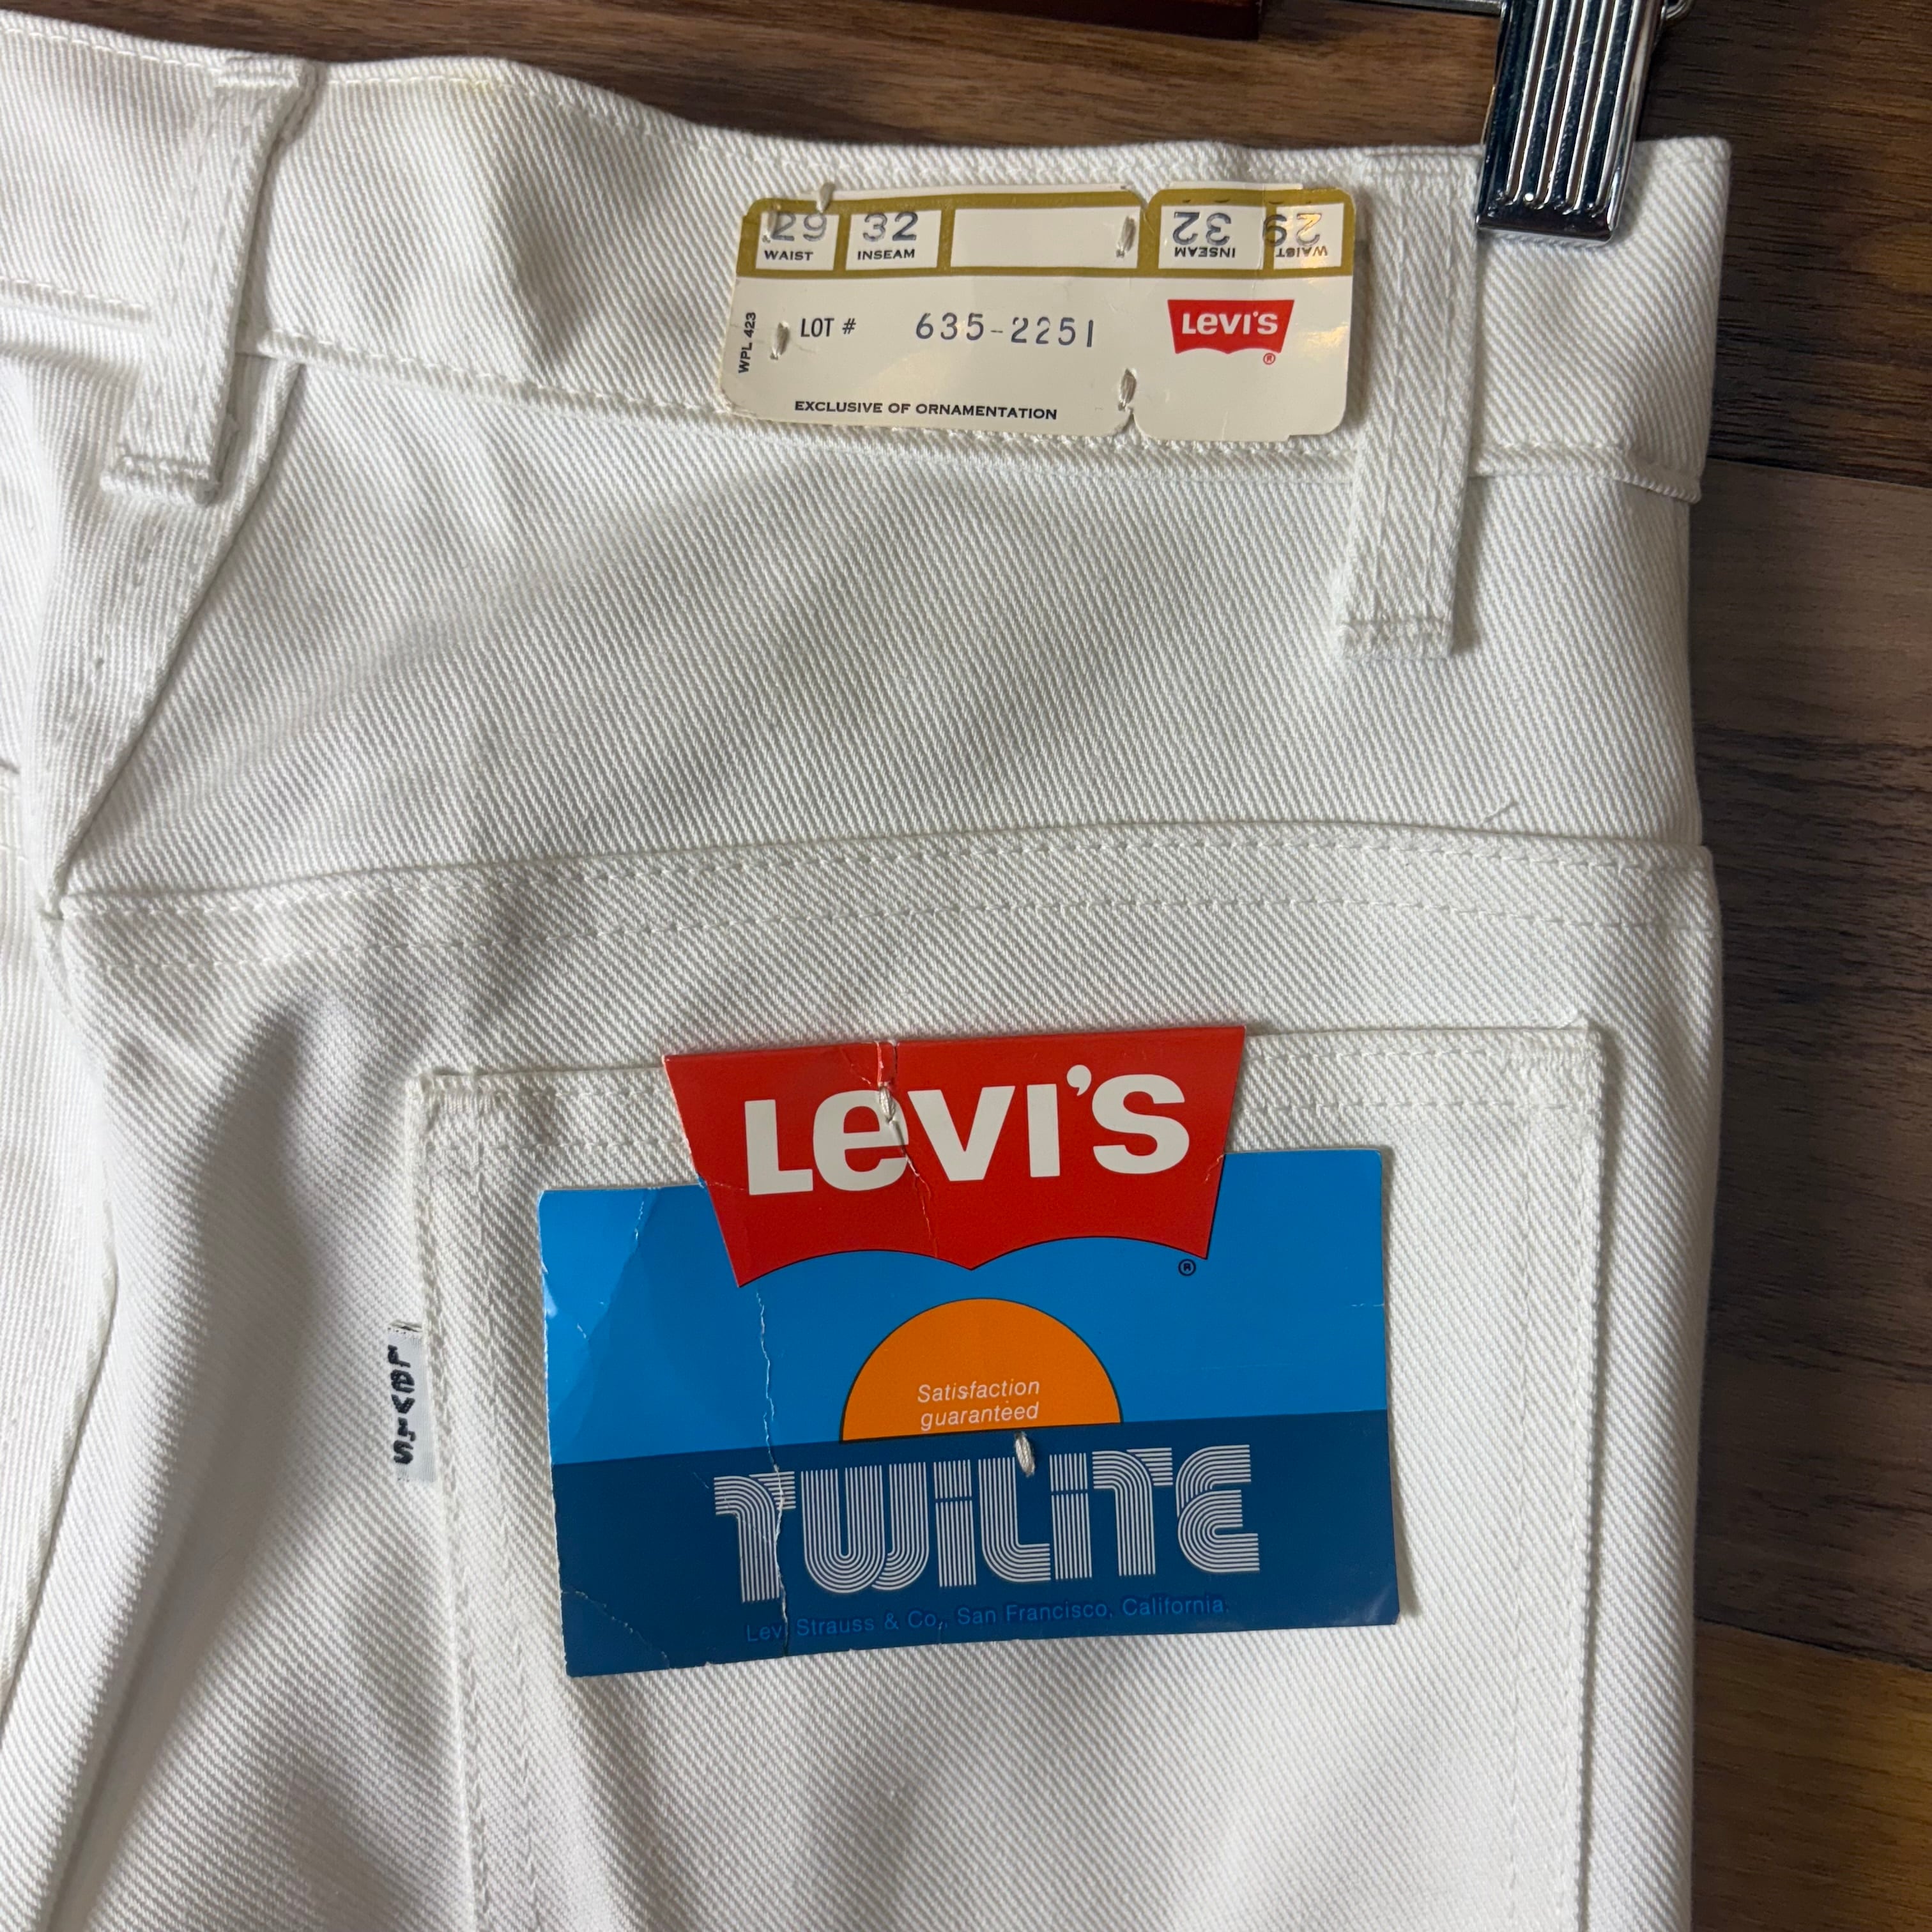 29 32 32 29
WAIST INSEAM INSEAM WAIST
WPL 423
LOT # 635-2251
LEVI'S
®
EXCLUSIVE OF ORNAMENTATION
LEVI'S
®
Satisfaction
guaranteed
TWILITE
Levi Strauss & Co., San Francisco, California.
LEVI'S